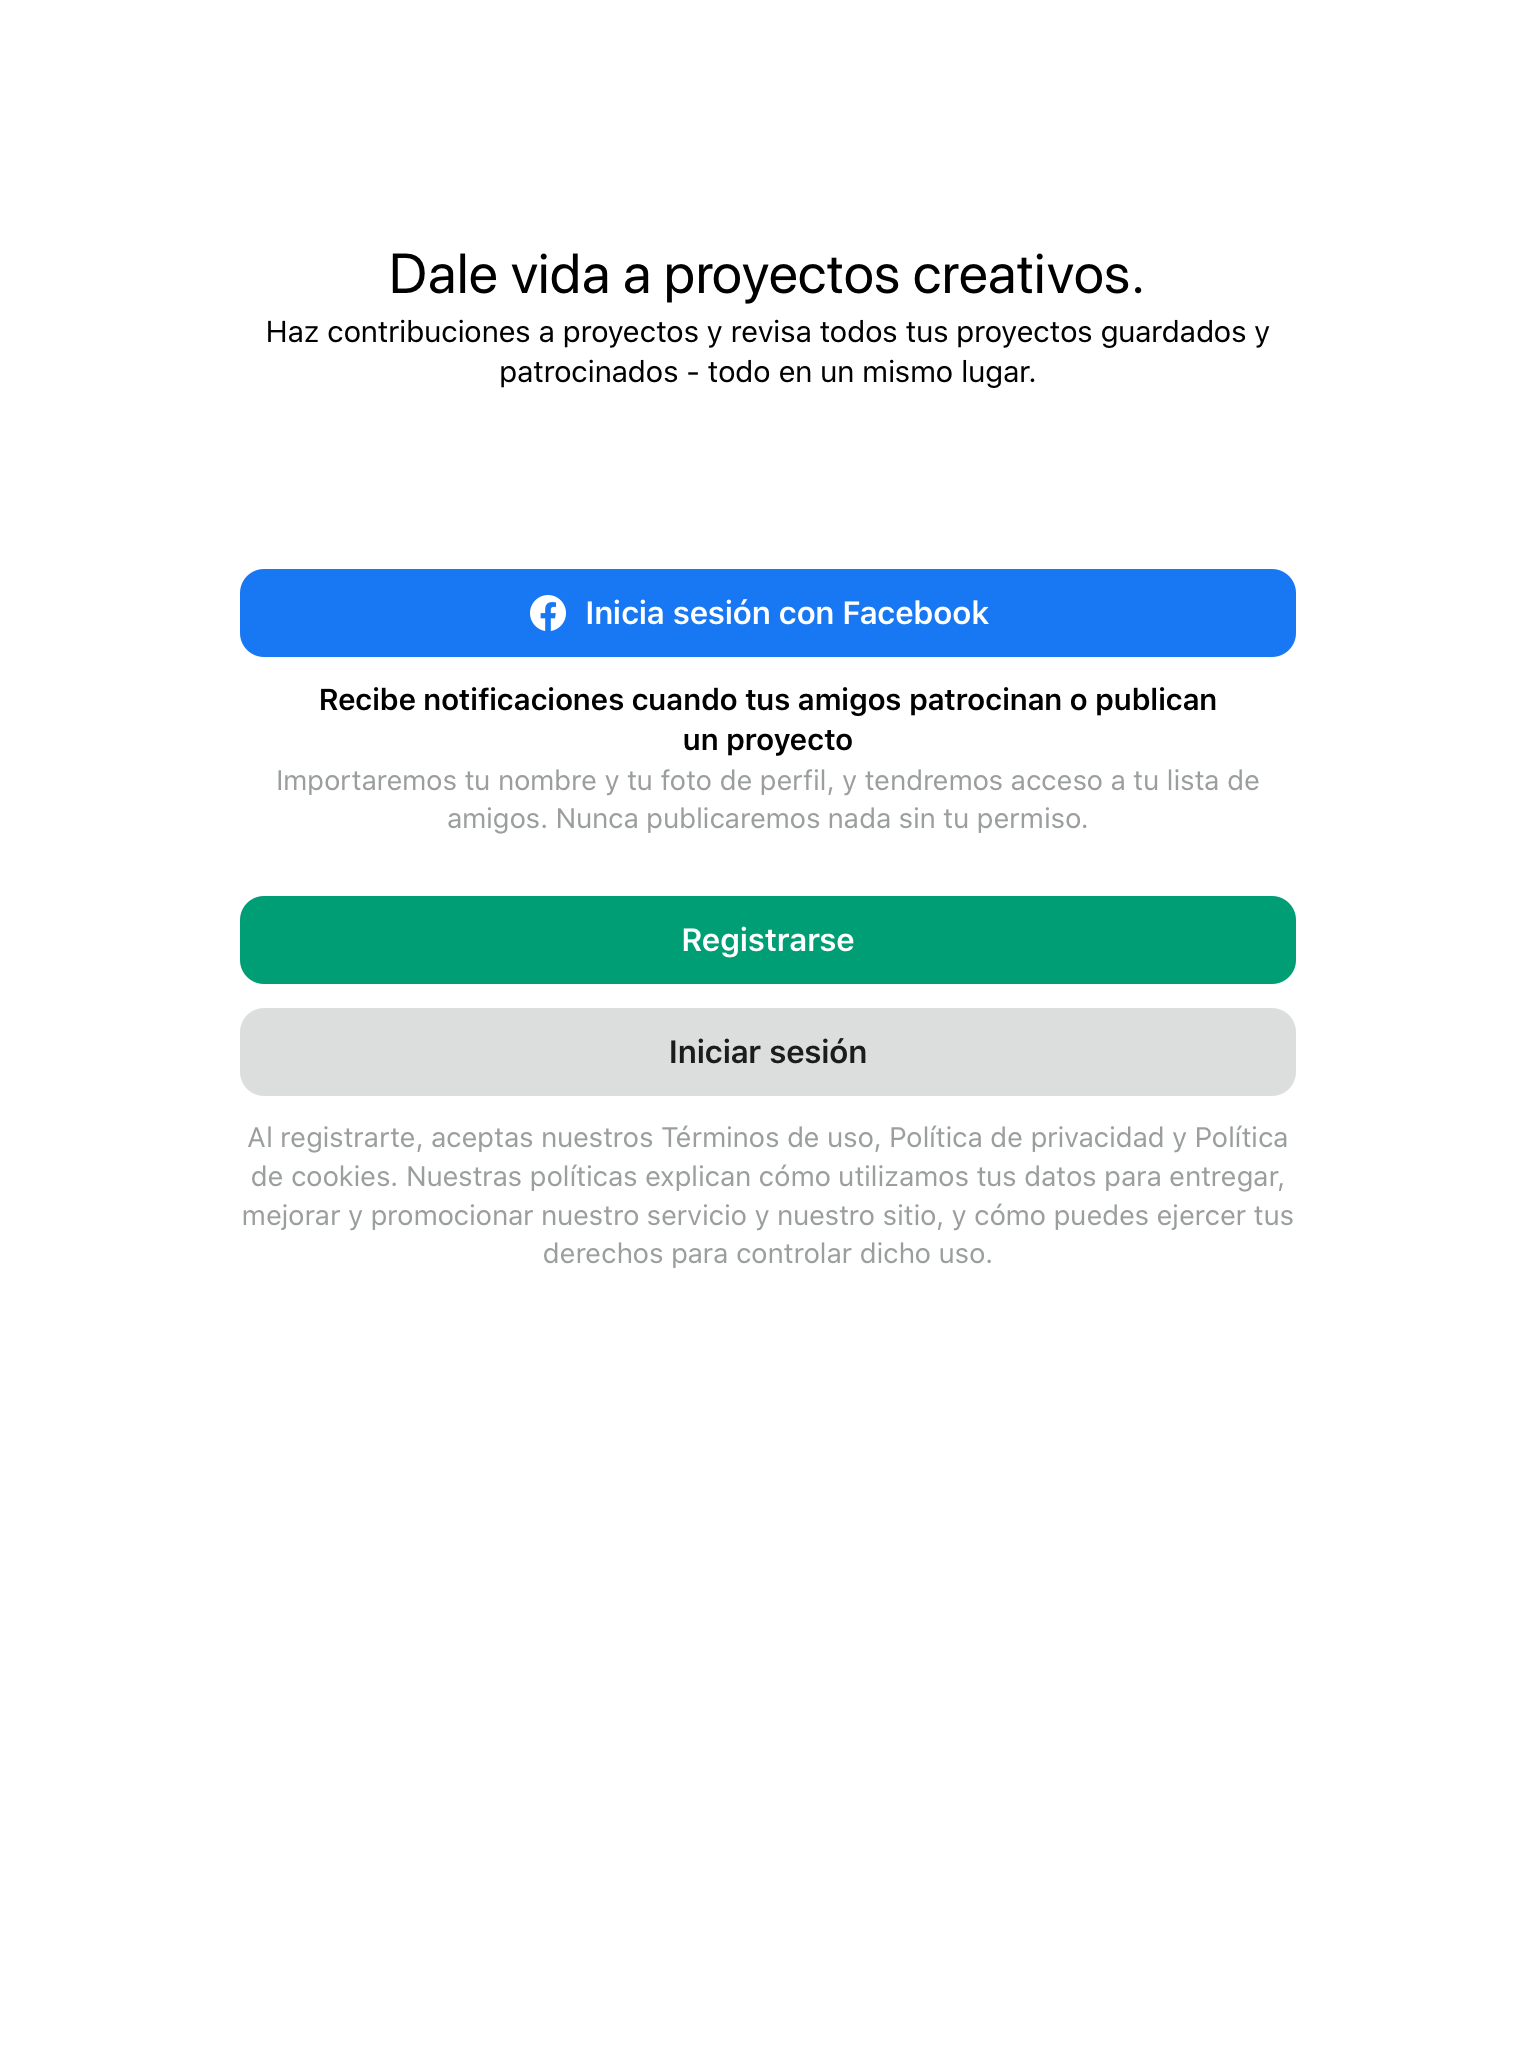 Dale vida a proyectos creativos.
Haz contribuciones a proyectos y revisa todos tus proyectos guardados y
patrocinados - todo en un mismo lugar.
Inicia sesión con Facebook
Recibe notificaciones cuando tus amigos patrocinan o publican
un proyecto
Importaremos tu nombre y tu foto de perfil, y tendremos acceso a tu lista de
amigos. Nunca publicaremos nada sin tu permiso.
Registrarse
Iniciar sesión
Al registrarte, aceptas nuestros Términos de uso, Política de privacidad y Política
de cookies. Nuestras políticas explican cómo utilizamos tus datos para entregar,
mejorar y promocionar nuestro servicio y nuestro sitio, y cómo puedes ejercer tus
derechos para controlar dicho uso.